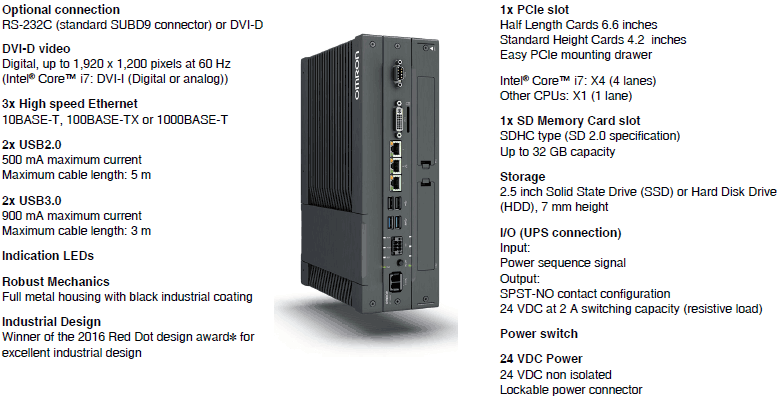 Optional connection
RS-232C (standard SUBD9 connector) or DVI-D
DVI-D video
Digital, up to 1,920 x 1,200 pixels at 60 Hz
(Intel® Core™ i7: DVI-I (Digital or analog))
3x High speed Ethernet
10BASE-T, 100BASE-TX or 1000BASE-T
2x USB2.0
500 mA maximum current
Maximum cable length: 5 m
2x USB3.0
900 mA maximum current
Maximum cable length: 3 m
Indication LEDs
Robust Mechanics
Full metal housing with black industrial coating
Industrial Design
Winner of the 2016 Red Dot design award* for
excellent industrial design
OMRON
1x PCIe slot
Half Length Cards 6.6 inches
Standard Height Cards 4.2 inches
Easy PCIe mounting drawer
Intel® Core™ i7: X4 (4 lanes)
Other CPUs: X1 (1 lane)
1x SD Memory Card slot
SDHC type (SD 2.0 specification)
Up to 32 GB capacity
Storage
2.5 inch Solid State Drive (SSD) or Hard Disk Drive
(HDD), 7 mm height
I/O (UPS connection)
Input:
Power sequence signal
Output:
SPST-NO contact configuration
24 VDC at 2 A switching capacity (resistive load)
Power switch
24 VDC Power
24 VDC non isolated
Lockable power connector